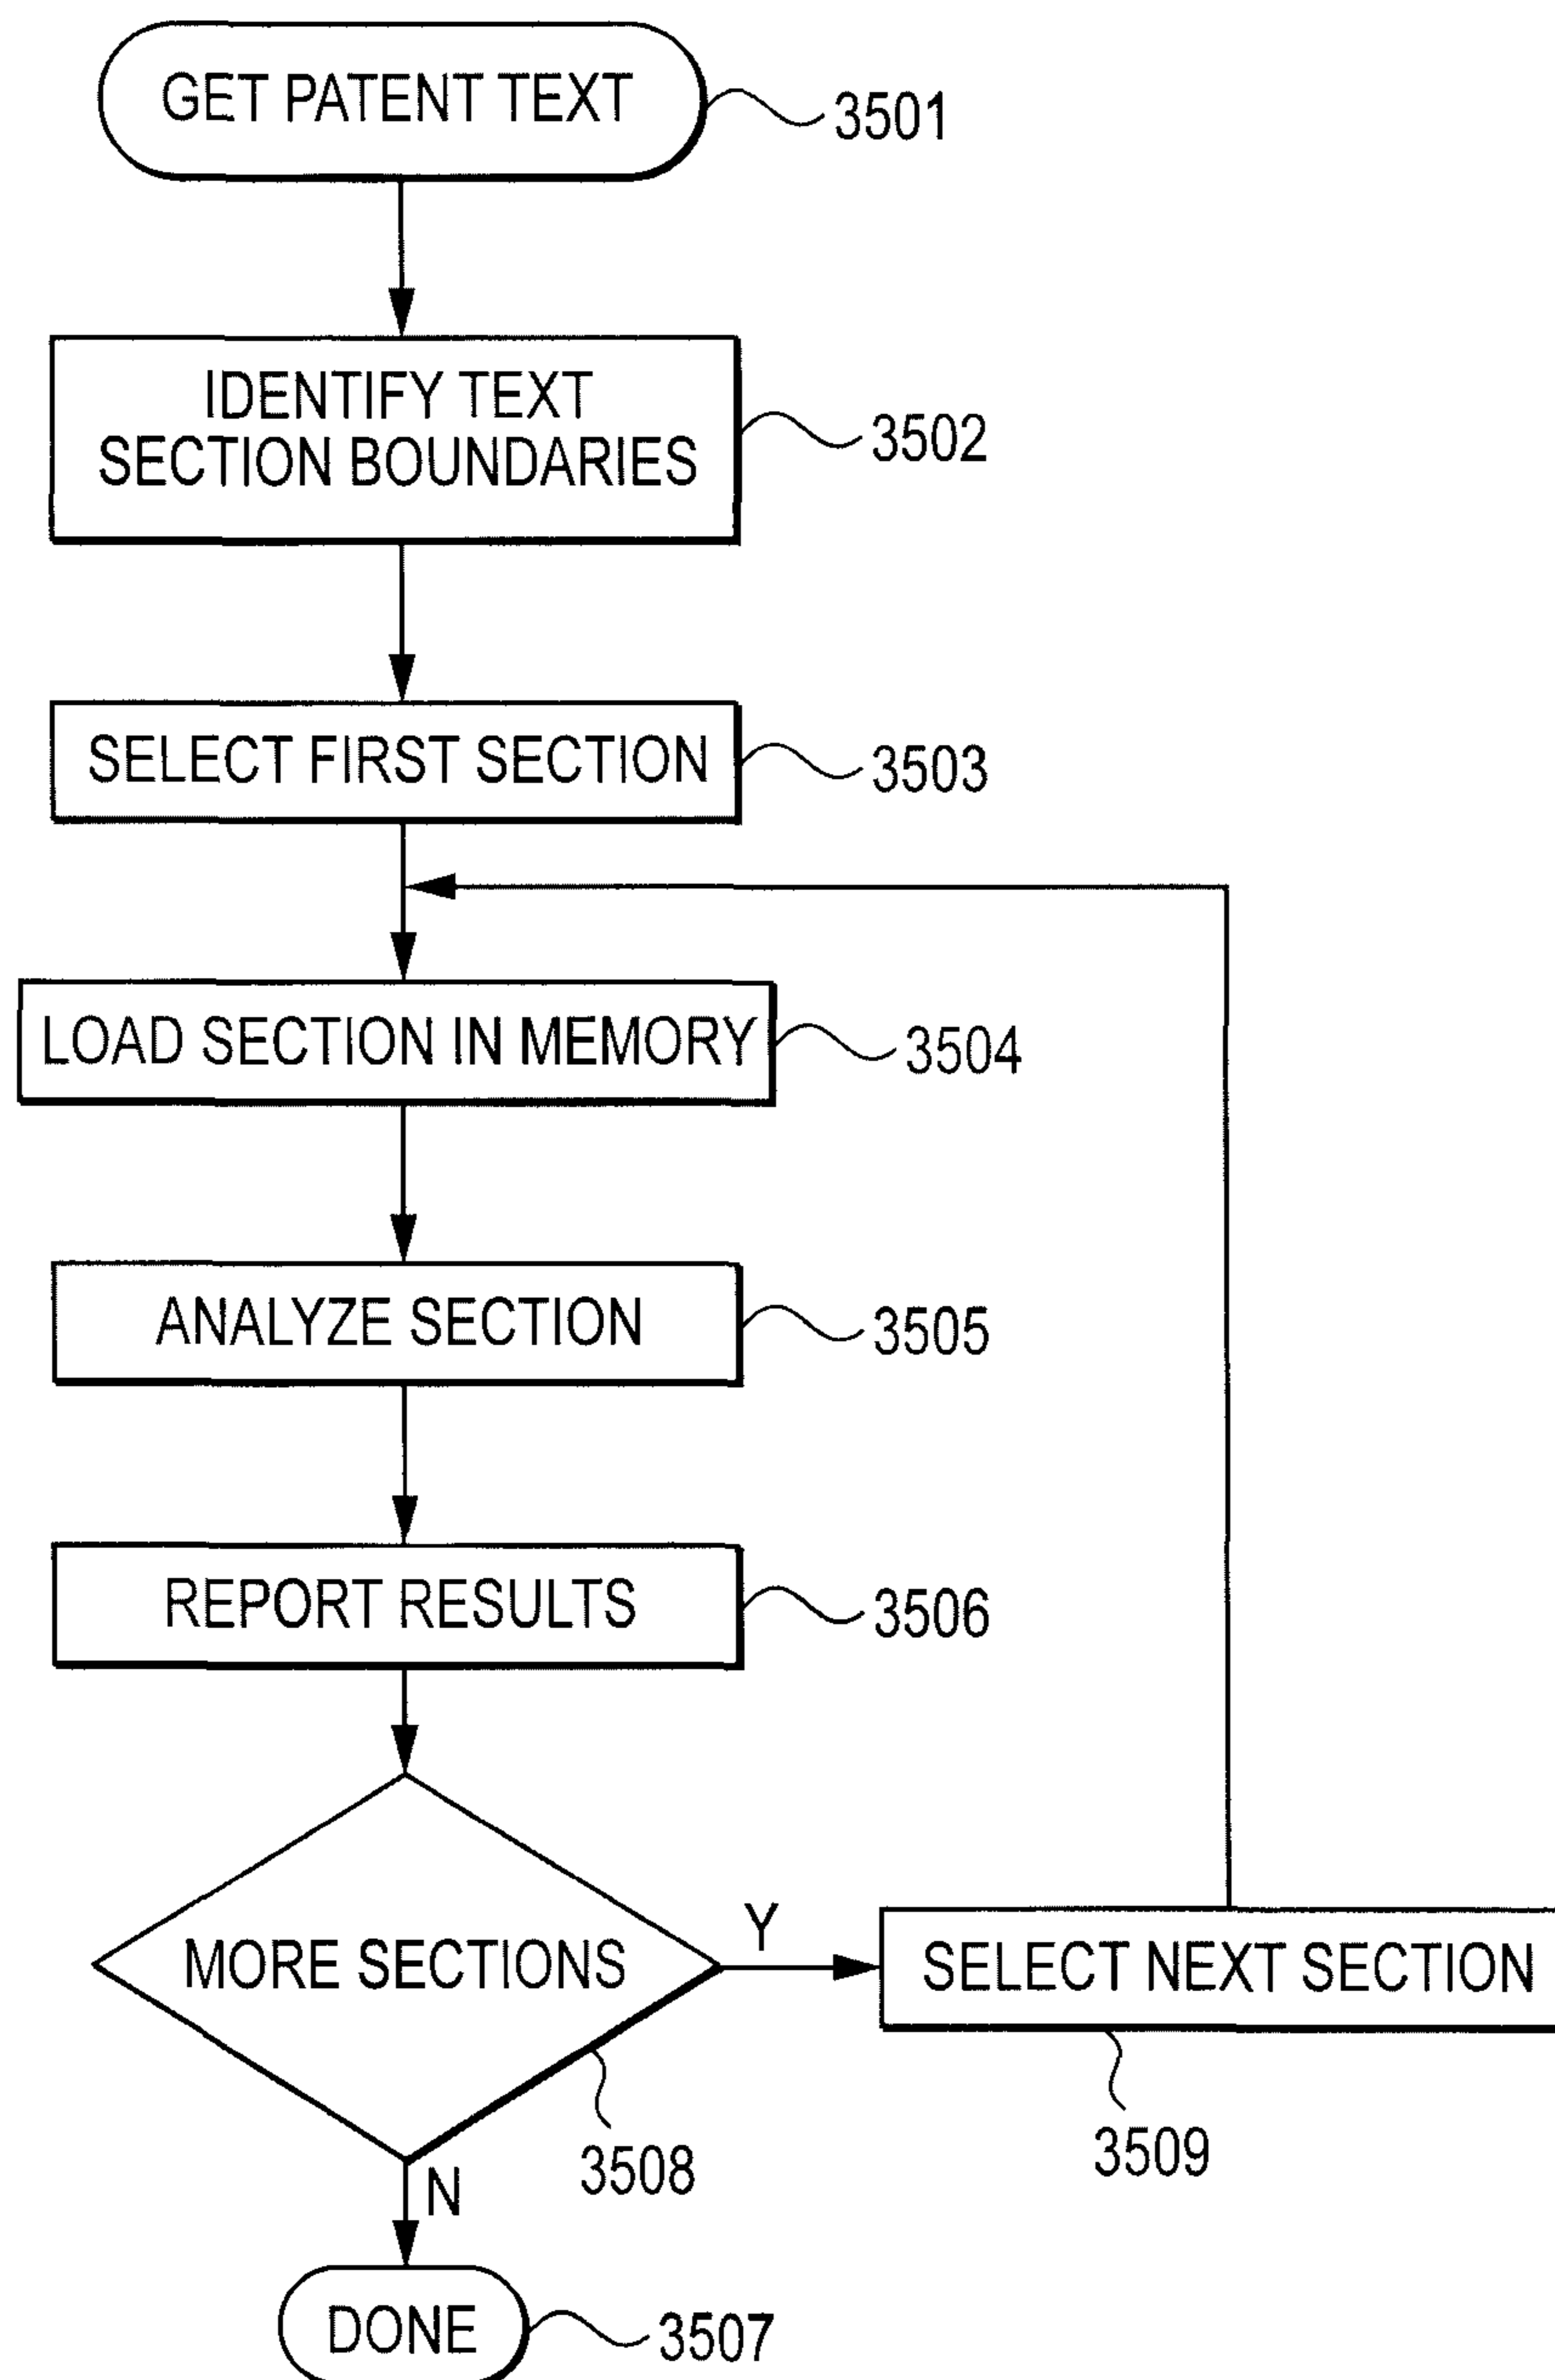 GET PATENT TEXT
3501
IDENTIFY TEXT
SECTION BOUNDARIES
3502
SELECT FIRST SECTION
3503
LOAD SECTION IN MEMORY
3504
ANALYZE SECTION
3505
REPORT RESULTS
3506
MORE SECTIONS
Y
SELECT NEXT SECTION
3508
3509
N
DONE
3507